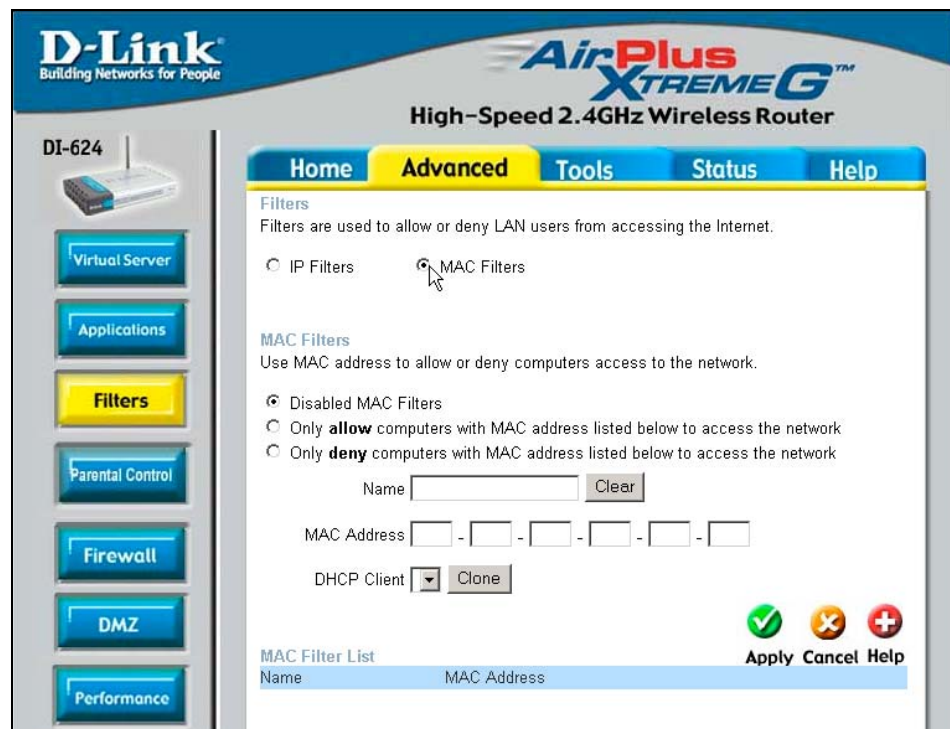 D-Link
Building Networks for People
AirPlus
XTREME G™
High-Speed 2.4GHz Wireless Router
DI-624
Home Advanced Tools Status Help
Virtual Server
Applications
Filters
Parental Control
Firewall
DMZ
Performance
Filters
Filters are used to allow or deny LAN users from accessing the Internet.
IP Filters MAC Filters
MAC Filters
Use MAC address to allow or deny computers access to the network.
Disabled MAC Filters
Only allow computers with MAC address listed below to access the network
Only deny computers with MAC address listed below to access the network
Name Clear
MAC Address - - - - -
DHCP Client Clone
Apply Cancel Help
MAC Filter List
Name MAC Address